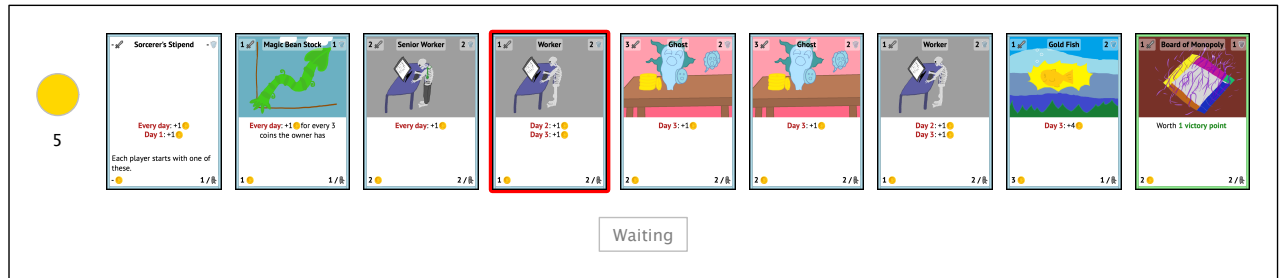 5
- Sorcerer's Stipend -
Every day: +1
Day 1: +1
Each player starts with one of
these.
- 1 /
1 Magic Bean Stock 1
Every day: +1 for every 3
coins the owner has
1 1 /
2 Senior Worker 2
Every day: +1
2 2 /
1 Worker 2
Day 2: +1
Day 3: +1
1 2 /
3 Ghost 2
Day 3: +1
2 2 /
3 Ghost 2
Day 3: +1
2 2 /
1 Worker 2
Day 2: +1
Day 3: +1
1 2 /
1 Gold Fish 2
Day 3: +4
3 1 /
1 Board of Monopoly 1
Worth 1 victory point
2 2 /
Waiting